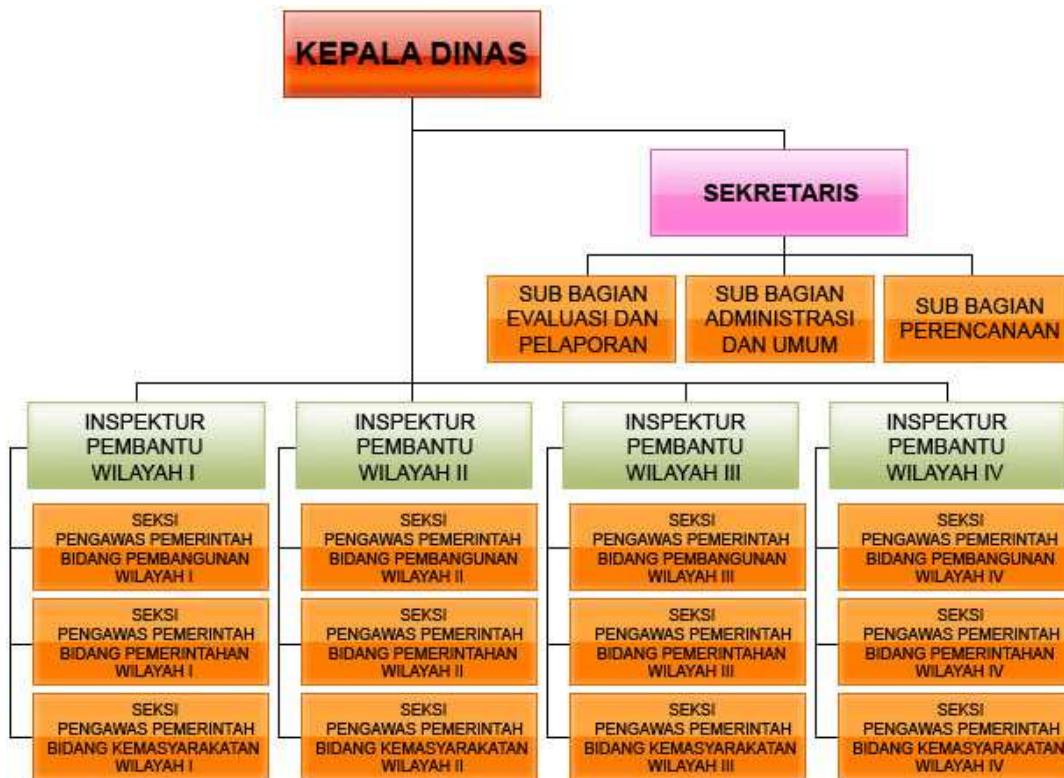 KEPALA DINAS
SEKRETARIS
SUB BAGIAN
EVALUASI DAN
PELAPORAN
SUB BAGIAN
ADMINISTRASI
DAN UMUM
SUB BAGIAN
PERENCANAAN
INSPEKTUR
PEMBANTU
WILAYAH I
SEKSI
PENGAWAS PEMERINTAH
BIDANG PEMBANGUNAN
WILAYAH I
SEKSI
PENGAWAS PEMERINTAH
BIDANG PEMERINTAHAN
WILAYAH I
SEKSI
PENGAWAS PEMERINTAH
BIDANG KEMASYARAKATAN
WILAYAH I
INSPEKTUR
PEMBANTU
WILAYAH II
SEKSI
PENGAWAS PEMERINTAH
BIDANG PEMBANGUNAN
WILAYAH II
SEKSI
PENGAWAS PEMERINTAH
BIDANG PEMERINTAHAN
WILAYAH II
SEKSI
PENGAWAS PEMERINTAH
BIDANG KEMASYARAKATAN
WILAYAH II
INSPEKTUR
PEMBANTU
WILAYAH III
SEKSI
PENGAWAS PEMERINTAH
BIDANG PEMBANGUNAN
WILAYAH III
SEKSI
PENGAWAS PEMERINTAH
BIDANG PEMERINTAHAN
WILAYAH III
SEKSI
PENGAWAS PEMERINTAH
BIDANG KEMASYARAKATAN
WILAYAH III
INSPEKTUR
PEMBANTU
WILAYAH IV
SEKSI
PENGAWAS PEMERINTAH
BIDANG PEMBANGUNAN
WILAYAH IV
SEKSI
PENGAWAS PEMERINTAH
BIDANG PEMERINTAHAN
WILAYAH IV
SEKSI
PENGAWAS PEMERINTAH
BIDANG KEMASYARAKATAN
WILAYAH IV